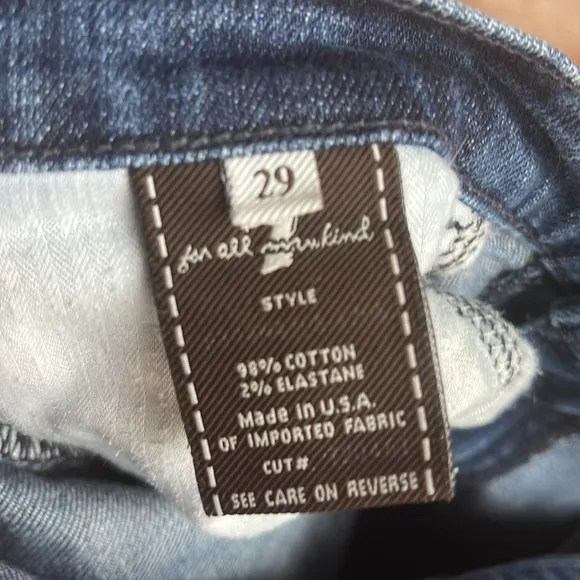 29
7
for all mankind
STYLE
98% COTTON
2% ELASTANE
Made in U.S.A.
OF IMPORTED FABRIC
CUT#
SEE CARE ON REVERSE